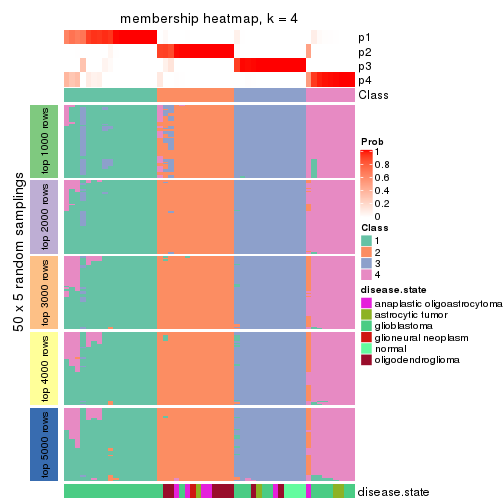 membership heatmap, k = 4
p1
p2
p3
p4
Class
50 x 5 random samplings
top 1000 rows
top 2000 rows
top 3000 rows
top 4000 rows
top 5000 rows
Prob
1
0.8
0.6
0.4
0.2
0
Class
1
2
3
4
disease.state
anaplastic oligoastrocytoma
astrocytic tumor
glioblastoma
glioneural neoplasm
normal
oligodendroglioma
disease.state